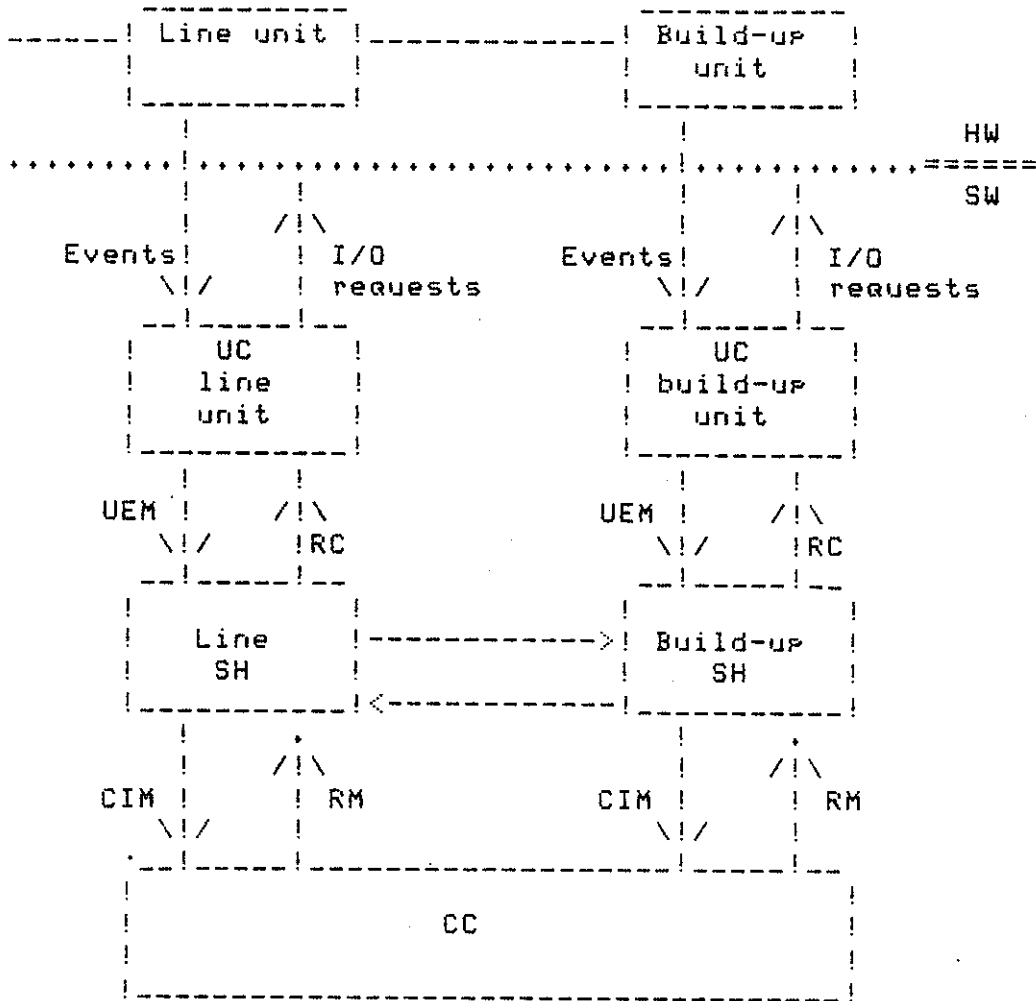 Line unit Build-up
unit
HW
SW
Events I/O Events I/O
requests requests
UC UC
line build-up
unit unit
UEM UEM
RC RC
Line Build-up
SH SH
CIM RM CIM RM
CC